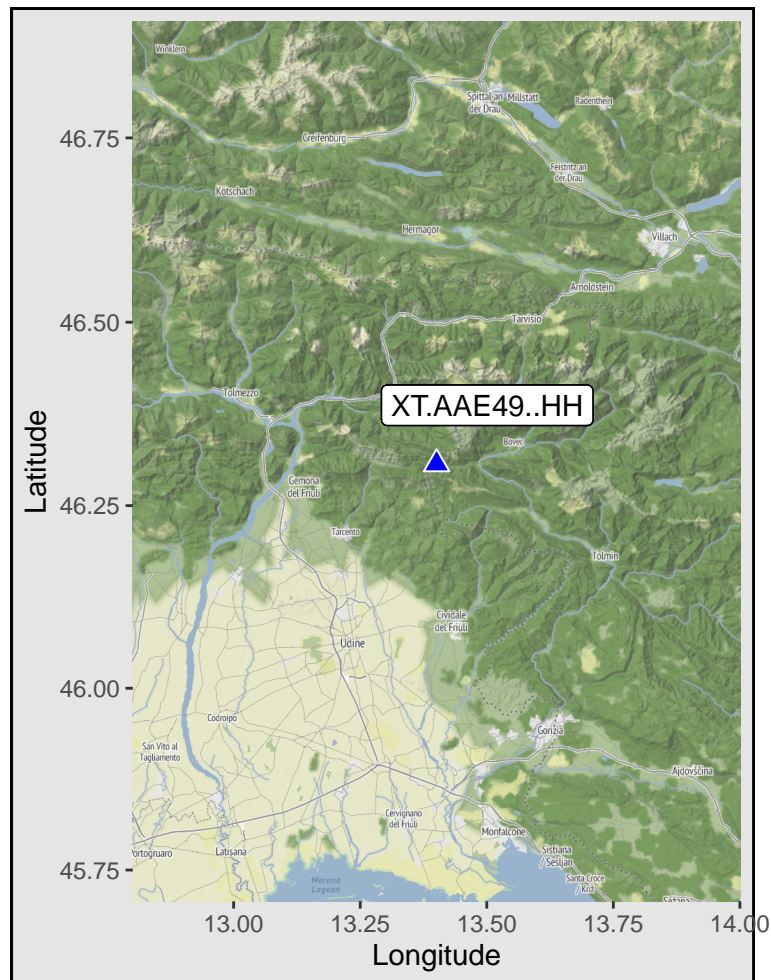 Winklern
Spittal an
der Drau
Millstatt
Radenthein
46.75
Greifenburg
Feistritz an
der Drau
Kötschach
Hermagor
Villach
Arnoldstein
46.50
Tarvisio
Tolmezzo
XT.AAE49..HH
Bovec
Latitude
46.25
Gemona
del Friuli
Tarcento
Tolmin
Cividale
del Friuli
Udine
46.00
Codroipo
Gorizia
San Vito al
Tagliamento
Ajdovščina
Cervignano
del Friuli
Monfalcone
Portogruaro
Latisana
Sistiana
/ Sesljan
45.75
Marano
Lagoon
Santa Croce
/ Križ
Sežana
13.00
13.25
13.50
13.75
14.00
Longitude